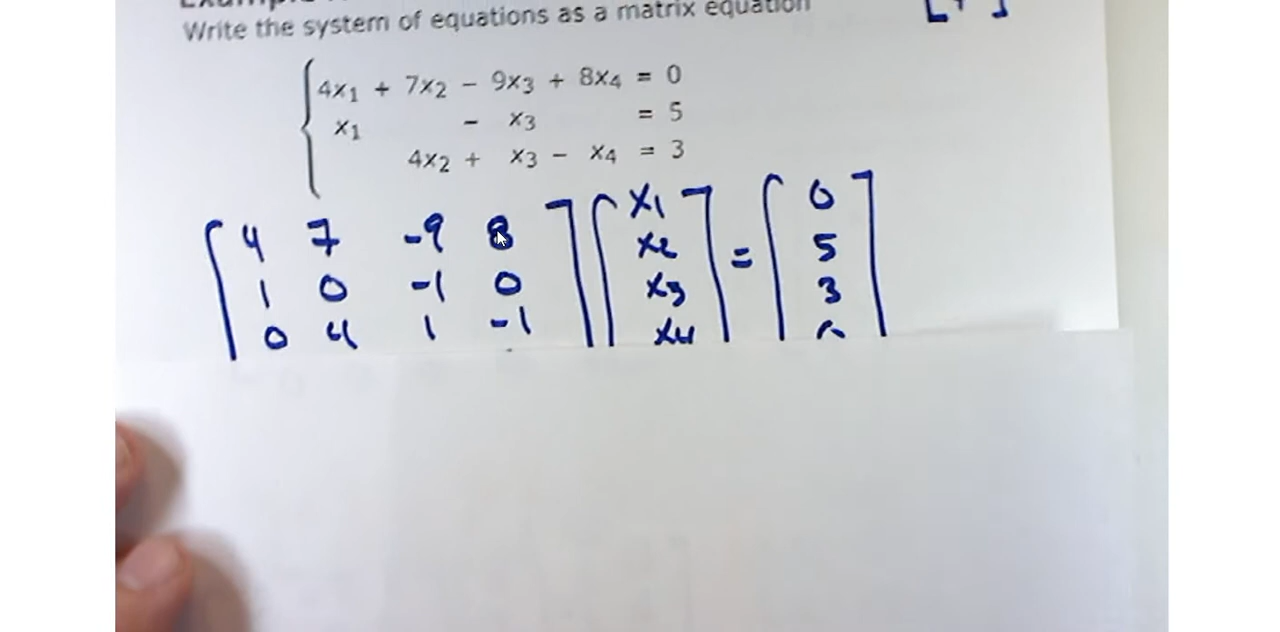 Write the system of equations as a matrix equation
4x₁ + 7x₂ - 9x₃ + 8x₄ = 0
x₁ - x₃ = 5
4x₂ + x₃ - x₄ = 3
[4 7 -9 8] [x₁] = [0]
[1 0 -1 0] [x₂] [5]
[0 4 1 -1] [x₃] [3]
[x₄]